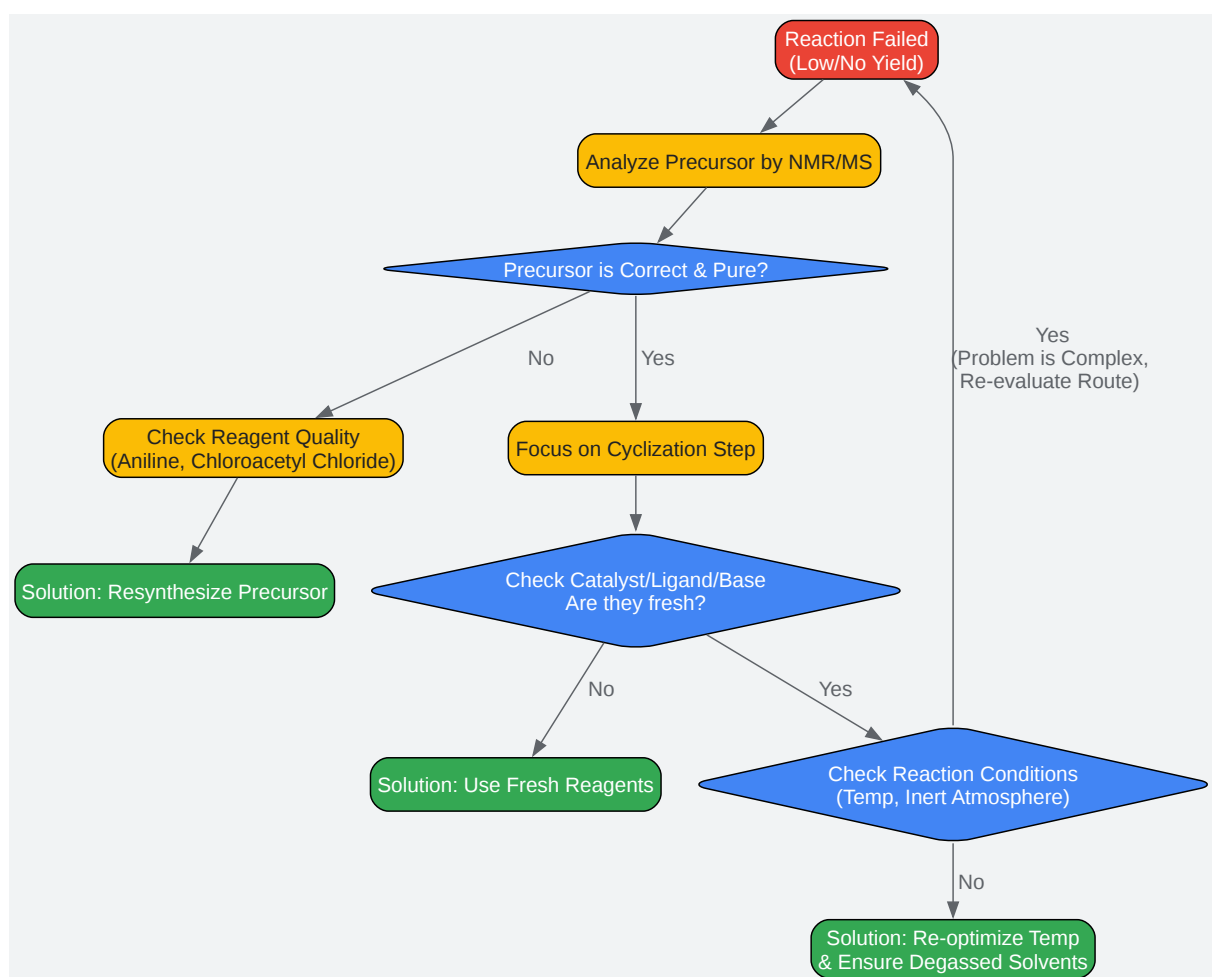 Reaction Failed
(Low/No Yield)
Analyze Precursor by NMR/MS
Precursor is Correct & Pure?
No
Yes
Yes
(Problem is Complex,
Re-evaluate Route)
Check Reagent Quality
(Aniline, Chloroacetyl Chloride)
Focus on Cyclization Step
Solution: Resynthesize Precursor
Check Catalyst/Ligand/Base
Are they fresh?
No
Yes
Solution: Use Fresh Reagents
Check Reaction Conditions
(Temp, Inert Atmosphere)
No
Solution: Re-optimize Temp
& Ensure Degassed Solvents